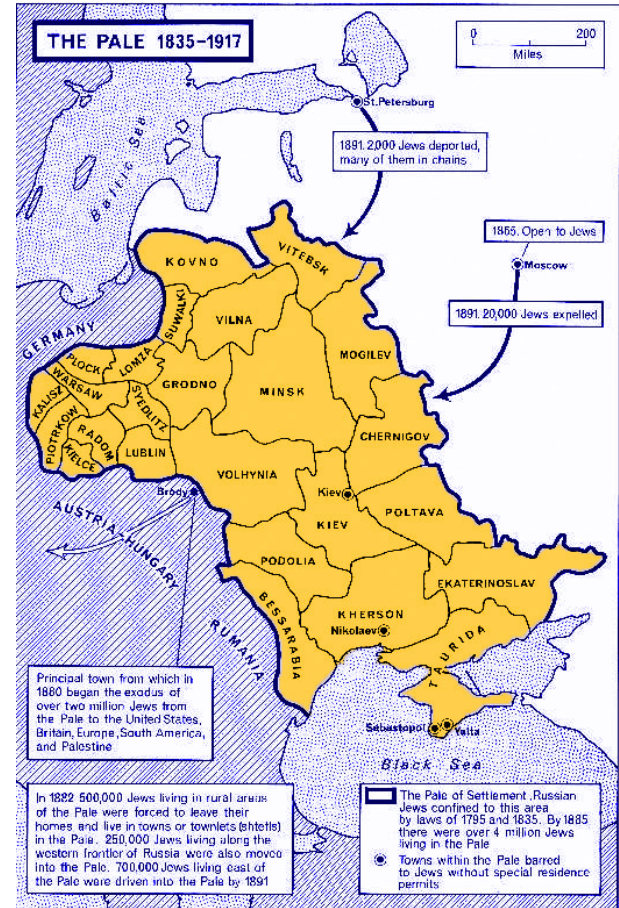 THE PALE 1835-1917
0 200
Miles
St. Petersburg
Baltic Sea
1891. 2,000 Jews deported,
many of them in chains
1865. Open to Jews
Moscow
1891. 20,000 Jews expelled
KOVNO
VITEBSK
SUWALKI
VILNA
GERMANY
MOGILEV
PLOCK
LOMZA
GRODNO
MINSK
WARSAW
KALISZ
SYEDLITZ
CHERNIGOV
PIOTRKOW
RADOM
KIELCE
LUBLIN
VOLHYNIA
Brody
Kiev
KIEV
POLTAVA
AUSTRIA-HUNGARY
PODOLIA
EKATERINOSLAV
BESSARABIA
KHERSON
Nikolaev
RUMANIA
TAURIDA
Sebastopol
Yalta
Black Sea
Principal town from which in
1880 began the exodus of
over two million Jews from
the Pale to the United States,
Britain, Europe, South America,
and Palestine
In 1882 500,000 Jews living in rural areas
of the Pale were forced to leave their
homes and live in towns or townlets (shtetls)
in the Pale. 250,000 Jews living along the
western frontier of Russia were also moved
into the Pale. 700,000 Jews living east of
the Pale were driven into the Pale by 1891
The Pale of Settlement, Russian
Jews confined to this area
by laws of 1795 and 1835. By 1885
there were over 4 million Jews
living in the Pale
Towns within the Pale barred
to Jews without special residence
permits